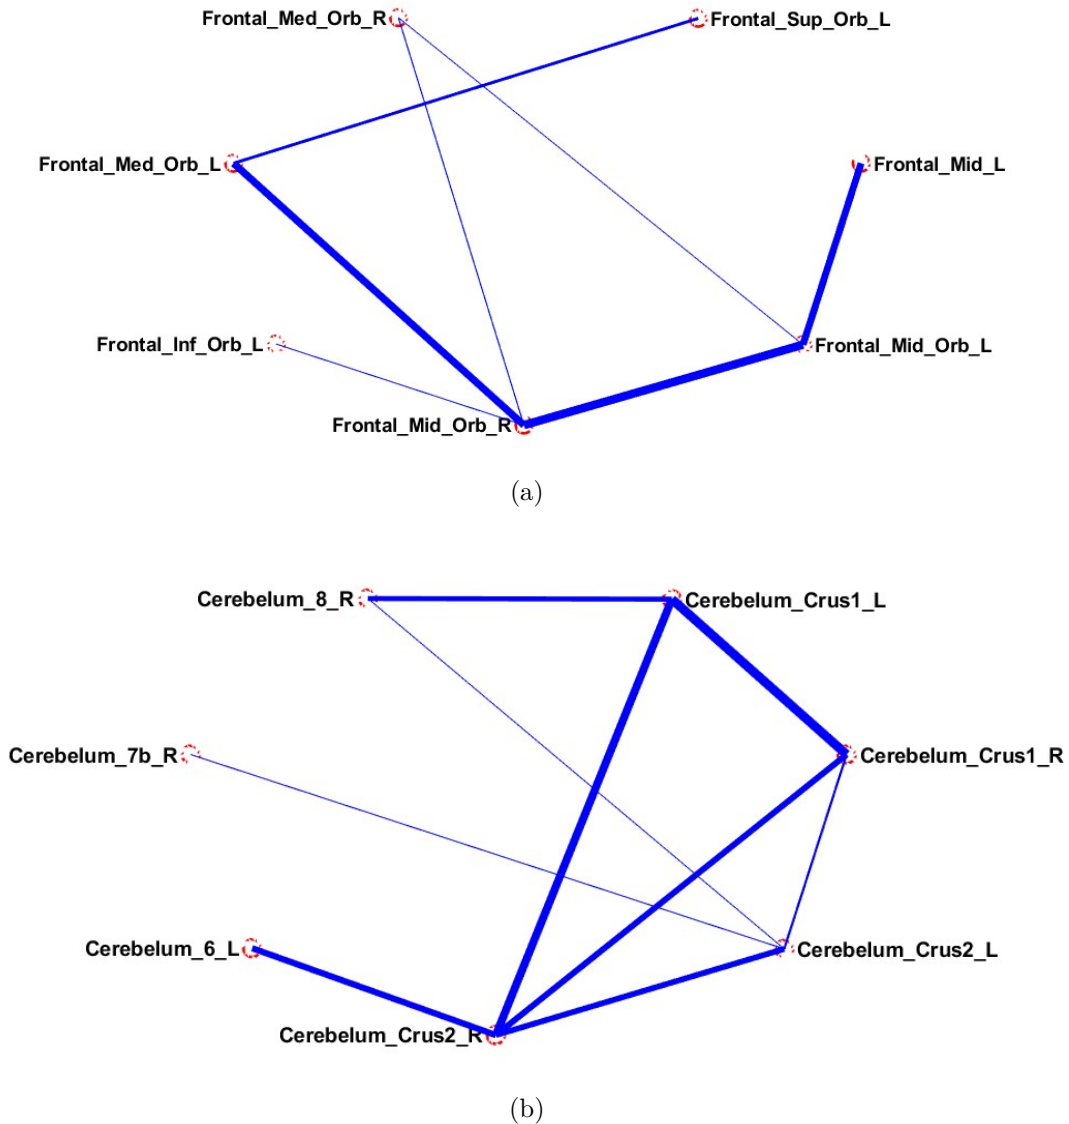 Frontal_Med_Orb_R
Frontal_Sup_Orb_L
Frontal_Med_Orb_L
Frontal_Mid_L
Frontal_Inf_Orb_L
Frontal_Mid_Orb_L
Frontal_Mid_Orb_R
(a)
Cerebelum_8_R
Cerebelum_Crus1_L
Cerebelum_7b_R
Cerebelum_Crus1_R
Cerebelum_6_L
Cerebelum_Crus2_L
Cerebelum_Crus2_R
(b)